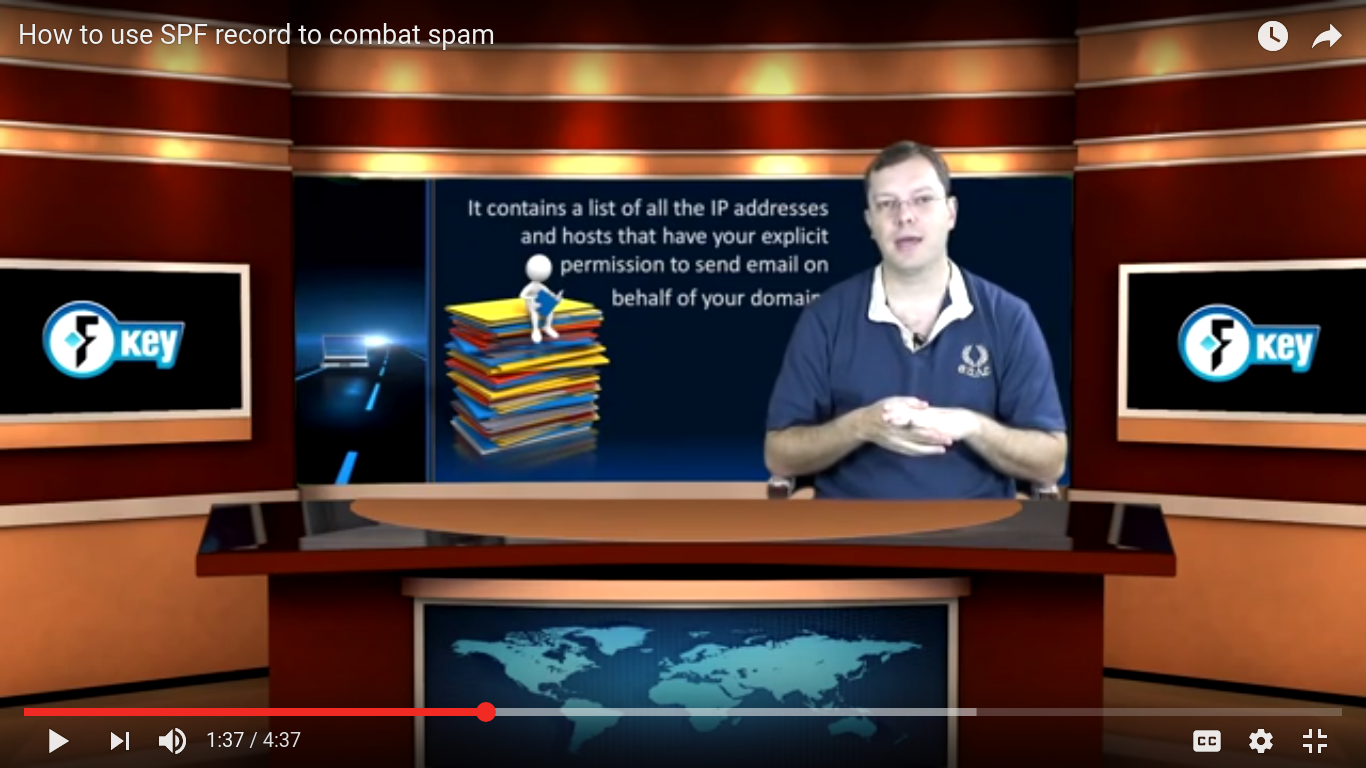 How to use SPF record to combat spam
It contains a list of all the IP addresses
and hosts that have your explicit
permission to send email on
behalf of your domain
F KEY
F KEY
1:37 / 4:37
CC